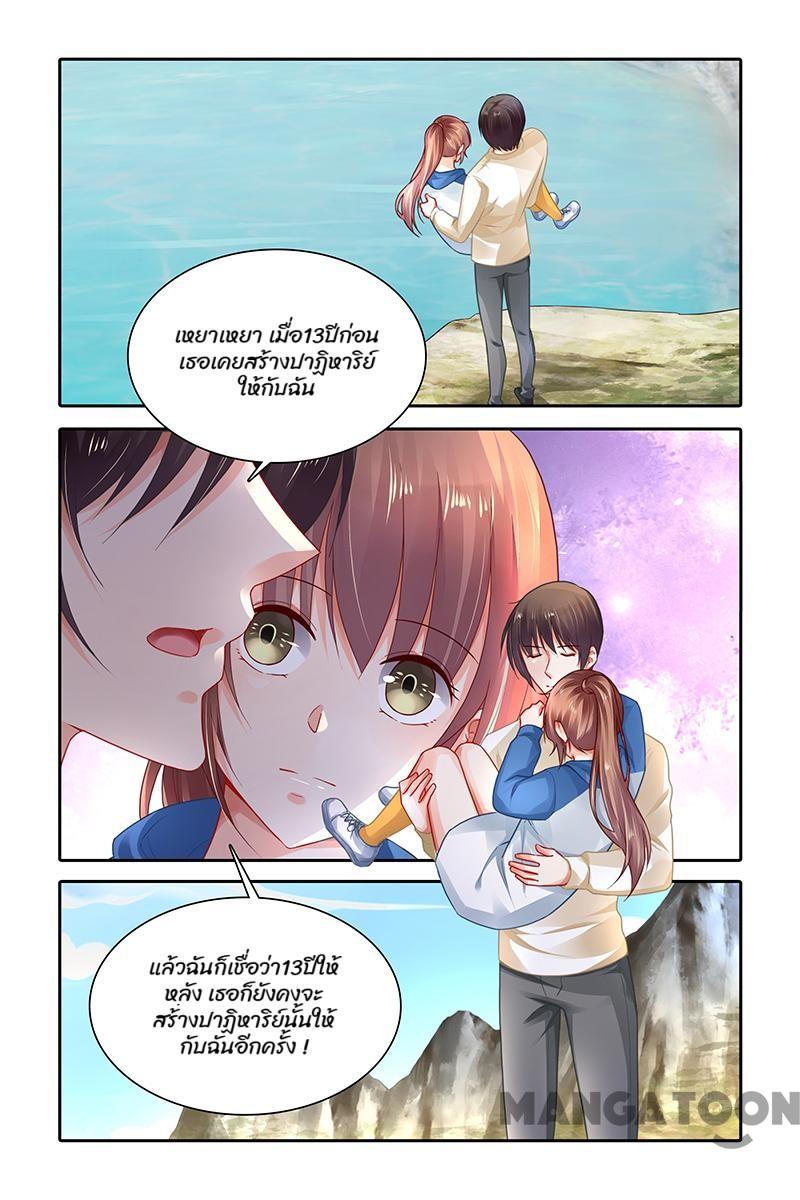 เหยาเหยา เมื่อ13ปีก่อน
เธอเคยสร้างปาฏิหาริย์
ให้กับฉัน
แล้วฉันก็เชื่อว่า13ปีให้
หลัง เธอก็ยังคงจะ
สร้างปาฏิหาริย์นั้นให้
กับฉันอีกครั้ง !
MANGATOON